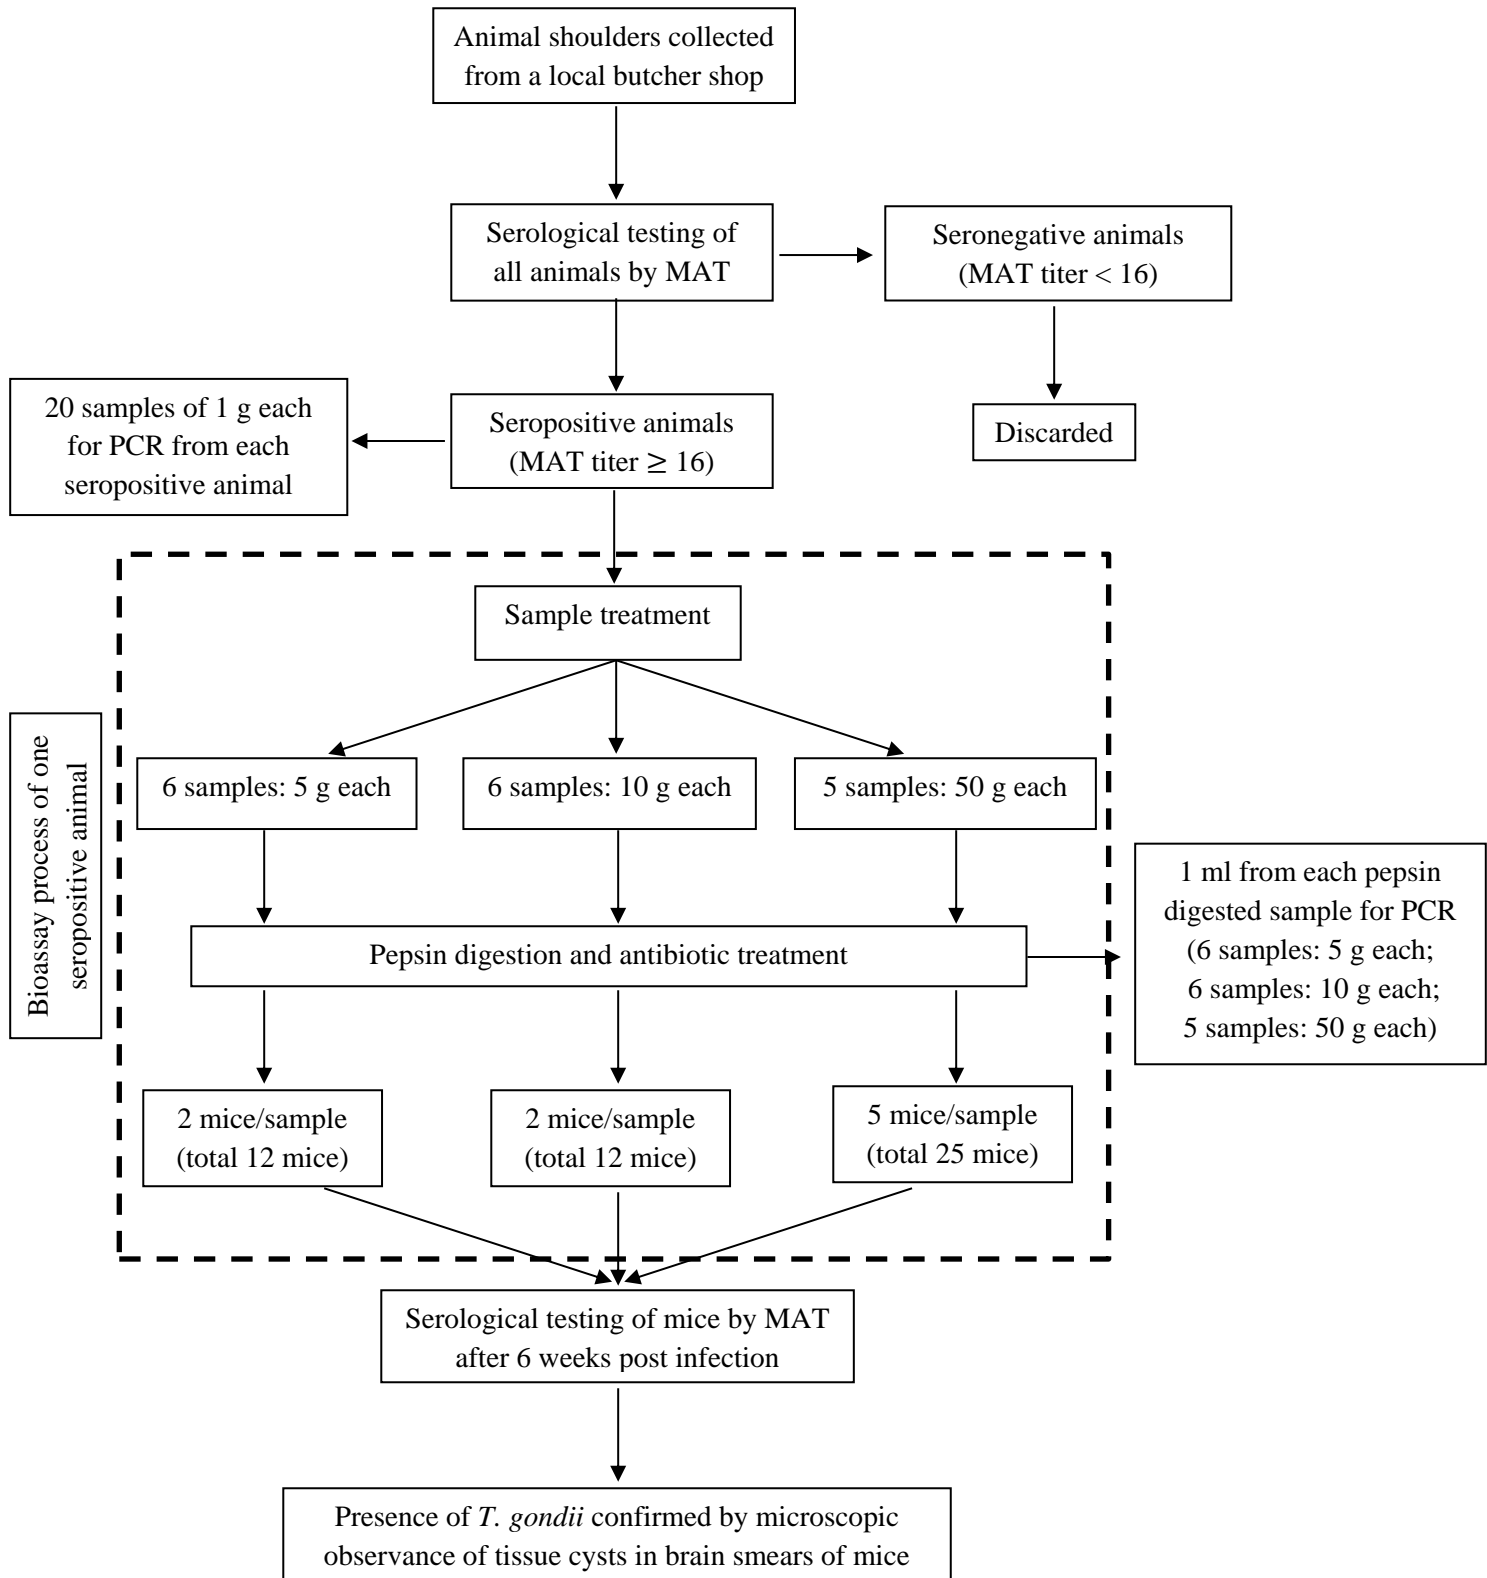 Animal shoulders collected
from a local butcher shop
Serological testing of
all animals by MAT
Seronegative animals
(MAT titer < 16)
20 samples of 1 g each
for PCR from each
seropositive animal
Seropositive animals
(MAT titer ≥ 16)
Discarded
Sample treatment
Bioassay process of one
seropositive animal
6 samples: 5 g each
6 samples: 10 g each
5 samples: 50 g each
Pepsin digestion and antibiotic treatment
1 ml from each pepsin
digested sample for PCR
(6 samples: 5 g each;
6 samples: 10 g each;
5 samples: 50 g each)
2 mice/sample
(total 12 mice)
2 mice/sample
(total 12 mice)
5 mice/sample
(total 25 mice)
Serological testing of mice by MAT
after 6 weeks post infection
Presence of T. gondii confirmed by microscopic
observance of tissue cysts in brain smears of mice